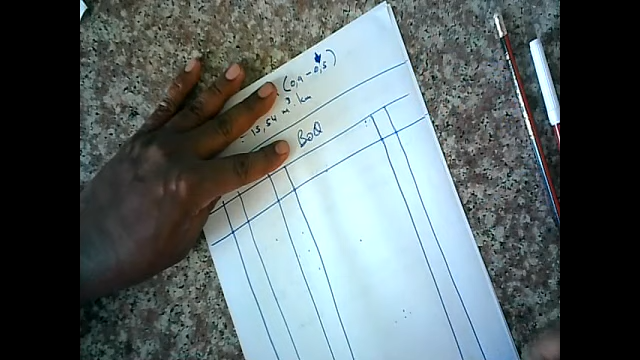 (0,9 - 0,5)
= 15,54 m³.km
BOQ